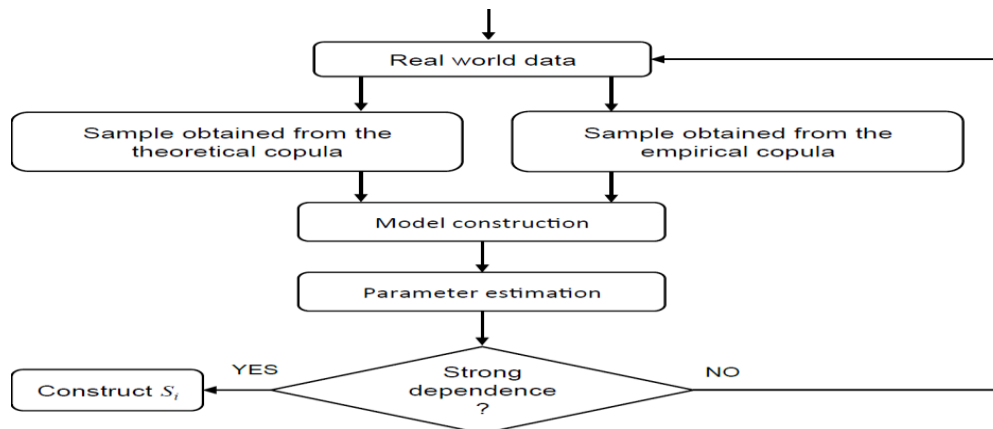 Real world data
Sample obtained from the
theoretical copula
Sample obtained from the
empirical copula
Model construction
Parameter estimation
YES
Strong
dependence
?
NO
Construct S_i